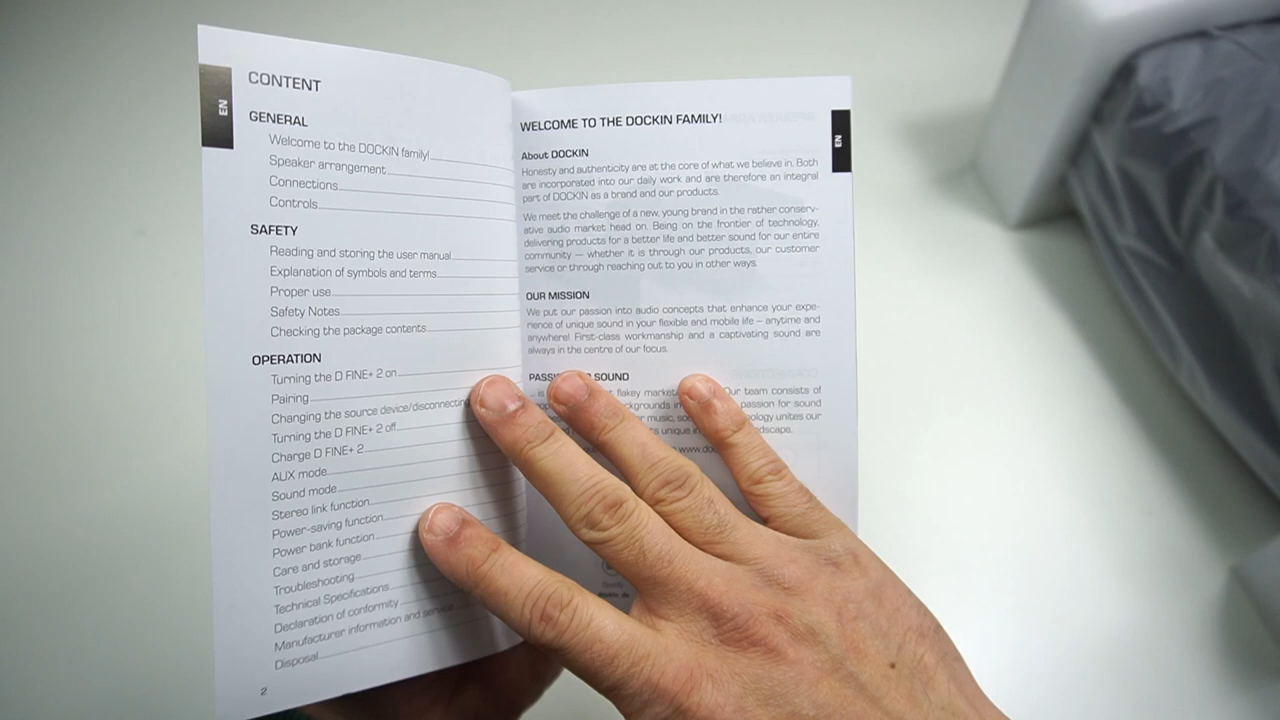 EN
CONTENT
GENERAL
Welcome to the DOCKIN family!
Speaker arrangement
Connections
Controls
SAFETY
Reading and storing the user manual
Explanation of symbols and terms
Proper use
Safety Notes
Checking the package contents
OPERATION
Turning the D FINE+ 2 on
Pairing
Changing the source device/disconnecting
Turning the D FINE+ 2 off
Charge D FINE+ 2
AUX mode
Sound mode
Stereo link function
Power-saving function
Power bank function
Care and storage
Troubleshooting
Technical Specifications
Declaration of conformity
Manufacturer information and service
Disposal
2
EN
WELCOME TO THE DOCKIN FAMILY!
About DOCKIN
Honesty and authenticity are at the core of what we believe in. Both
are incorporated into our daily work and are therefore an integral
part of DOCKIN as a brand and our products.
We meet the challenge of a new, young brand in the rather conserv-
ative audio market head on. Being on the frontier of technology,
delivering products for a better life and better sound for our entire
community — whether it is through our products, our customer
service or through reaching out to you in other ways.
OUR MISSION
We put our passion into audio concepts that enhance your expe-
rience of unique sound in your flexible and mobile life – anytime and
anywhere! First-class workmanship and a captivating sound are
always in the centre of our focus.
SOUND
is flakey Our team consists of
in passion for sound
music, unites our
unique in